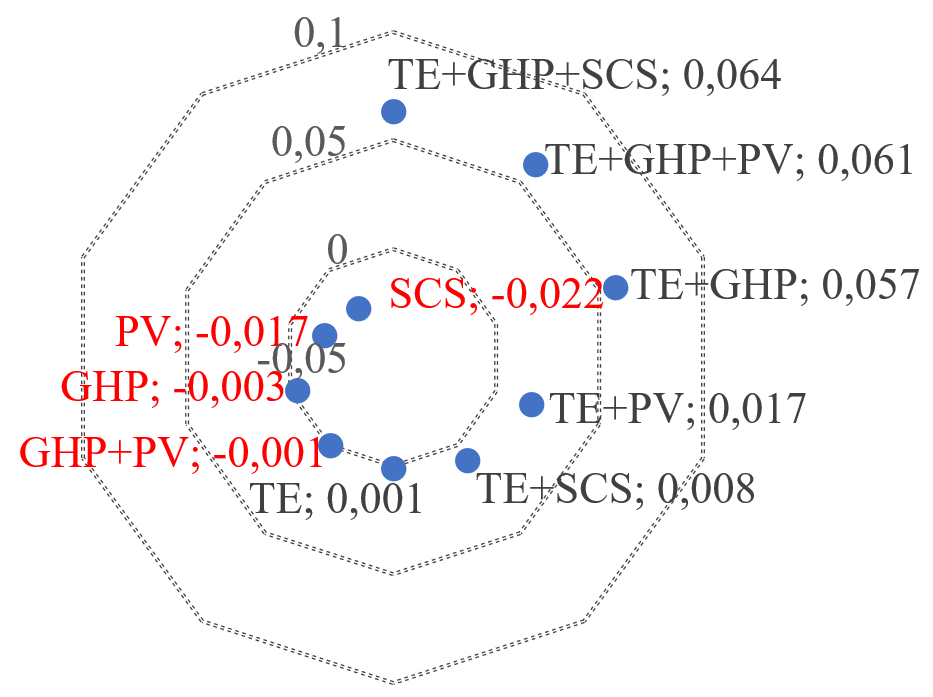 0,1
TE+GHP+SCS; 0,064
0,05
TE+GHP+PV; 0,061
0
SCS; -0,022
TE+GHP; 0,057
PV; -0,017
-0,05
GHP; -0,003
TE+PV; 0,017
GHP+PV; -0,001
TE; 0,001
TE+SCS; 0,008